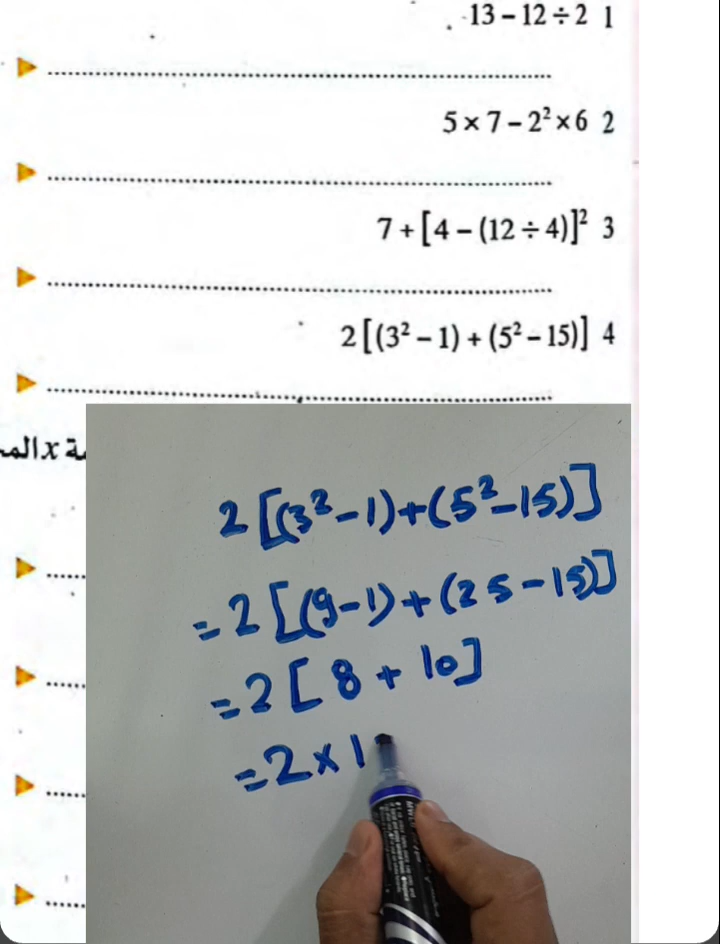 13 – 12 ÷ 2 1
5 × 7 – 2² × 6 2
7 + [4 – (12 ÷ 4)]² 3
2 [(3² – 1) + (5² – 15)] 4
x
2 [(3²-1)+(5²-15)]
= 2 [(9-1)+(25-15)]
= 2 [ 8 + 10]
= 2 × 1